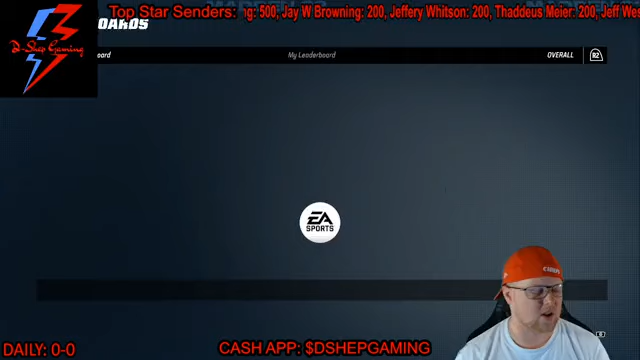 Top Star Senders: ng: 500, Jay W Browning: 200, Jeffery Whitson: 200, Thaddeus Meier: 200, Jeff Wes
OARDS
D-Shep Gaming
oard My Leaderboard OVERALL R2
EA
SPORTS
DAILY: 0-0
CASH APP: $DSHEPGAMING